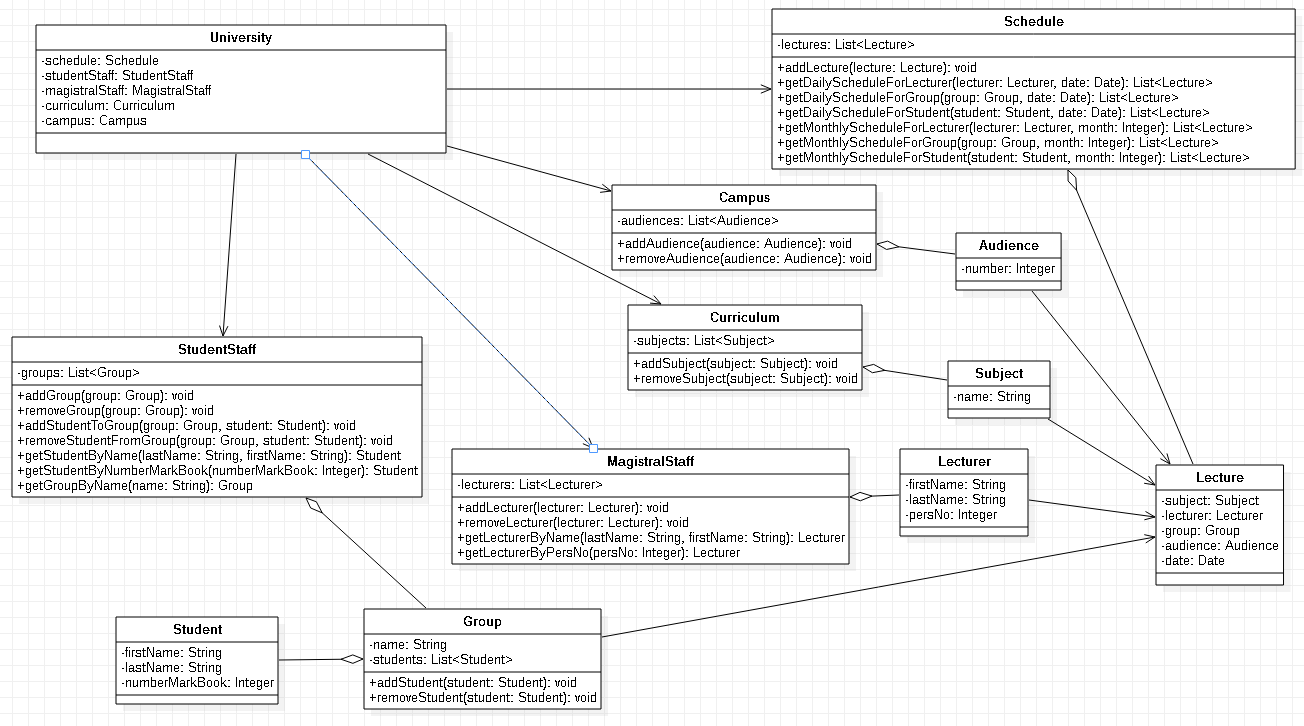 University
-schedule: Schedule
-studentStaff: StudentStaff
-magistralStaff: MagistralStaff
-curriculum: Curriculum
-campus: Campus
Schedule
-lectures: List<Lecture>
+addLecture(lecture: Lecture): void
+getDailyScheduleForLecturer(lecturer: Lecturer, date: Date): List<Lecture>
+getDailyScheduleForGroup(group: Group, date: Date): List<Lecture>
+getDailyScheduleForStudent(student: Student, date: Date): List<Lecture>
+getMonthlyScheduleForLecturer(lecturer: Lecturer, month: Integer): List<Lecture>
+getMonthlyScheduleForGroup(group: Group, month: Integer): List<Lecture>
+getMonthlyScheduleForStudent(student: Student, month: Integer): List<Lecture>
Campus
-audiences: List<Audience>
+addAudience(audience: Audience): void
+removeAudience(audience: Audience): void
Audience
-number: Integer
Curriculum
-subjects: List<Subject>
+addSubject(subject: Subject): void
+removeSubject(subject: Subject): void
Subject
-name: String
StudentStaff
-groups: List<Group>
+addGroup(group: Group): void
+removeGroup(group: Group): void
+addStudentToGroup(group: Group, student: Student): void
+removeStudentFromGroup(group: Group, student: Student): void
+getStudentByName(lastName: String, firstName: String): Student
+getStudentByNumberMarkBook(numberMarkBook: Integer): Student
+getGroupByName(name: String): Group
MagistralStaff
-lecturers: List<Lecturer>
+addLecturer(lecturer: Lecturer): void
+removeLecturer(lecturer: Lecturer): void
+getLecturerByName(lastName: String, firstName: String): Lecturer
+getLecturerByPersNo(persNo: Integer): Lecturer
Lecturer
-firstName: String
-lastName: String
-persNo: Integer
Lecture
-subject: Subject
-lecturer: Lecturer
-group: Group
-audience: Audience
-date: Date
Student
-firstName: String
-lastName: String
-numberMarkBook: Integer
Group
-name: String
-students: List<Student>
+addStudent(student: Student): void
+removeStudent(student: Student): void